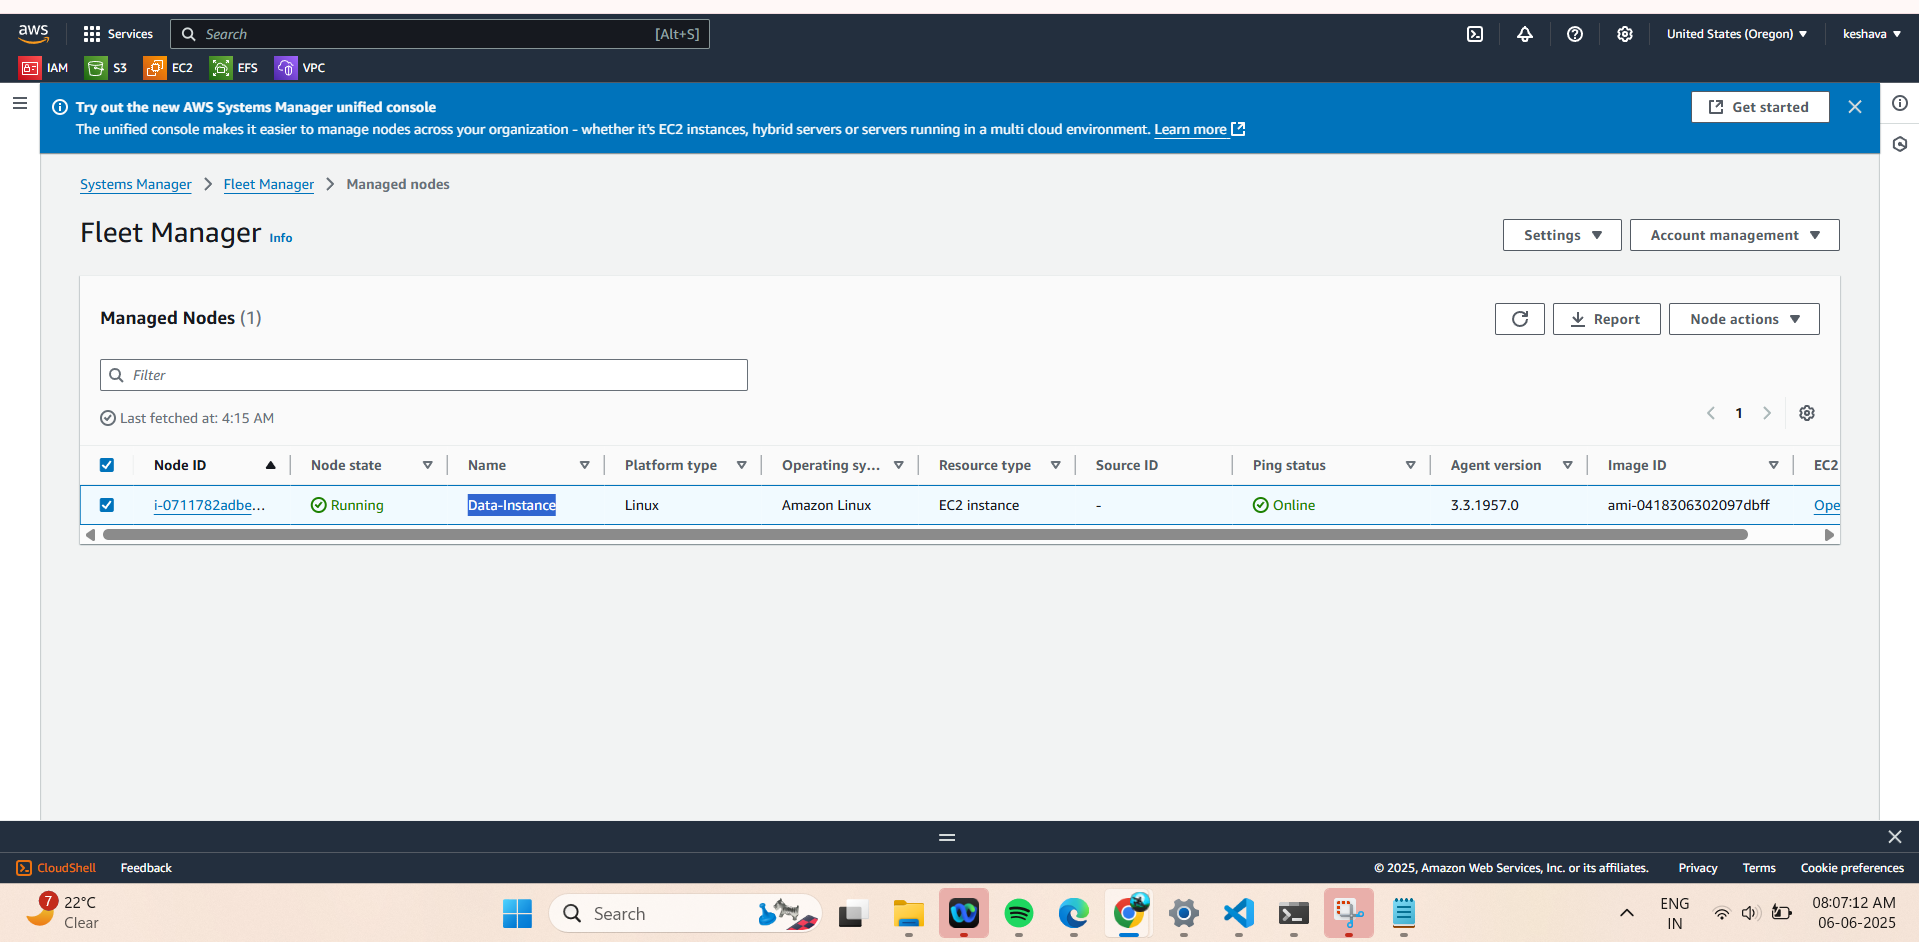 aws
Services
Search
[Alt+S]
United States (Oregon)
keshava
IAM
S3
EC2
EFS
VPC
Try out the new AWS Systems Manager unified console
The unified console makes it easier to manage nodes across your organization - whether it's EC2 instances, hybrid servers or servers running in a multi cloud environment. Learn more
Get started
Systems Manager
Fleet Manager
Managed nodes
Fleet Manager Info
Settings
Account management
Managed Nodes (1)
Report
Node actions
Filter
Last fetched at: 4:15 AM
1
Node ID
Node state
Name
Platform type
Operating sy...
Resource type
Source ID
Ping status
Agent version
Image ID
EC2
i-0711782adbe...
Running
Data-Instance
Linux
Amazon Linux
EC2 instance
-
Online
3.3.1957.0
ami-0418306302097dbff
Ope
CloudShell
Feedback
© 2025, Amazon Web Services, Inc. or its affiliates.
Privacy
Terms
Cookie preferences
7
22°C
Clear
Search
ENG
IN
08:07:12 AM
06-06-2025